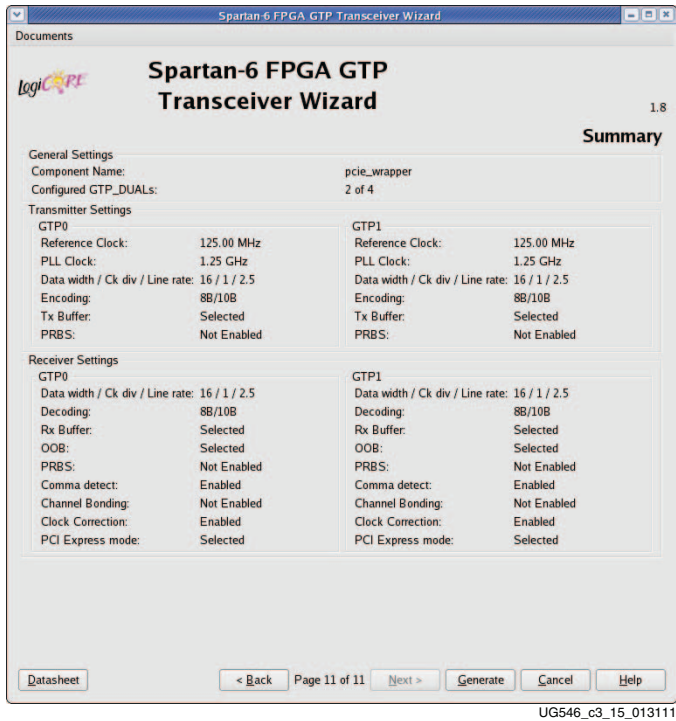 Spartan-6 FPGA GTP Transceiver Wizard
Documents
LogiCORE
Spartan-6 FPGA GTP
Transceiver Wizard
1.8
Summary
General Settings
Component Name: pcie_wrapper
Configured GTP_DUALs: 2 of 4
Transmitter Settings
GTP0 GTP1
Reference Clock: 125.00 MHz Reference Clock: 125.00 MHz
PLL Clock: 1.25 GHz PLL Clock: 1.25 GHz
Data width / Ck div / Line rate: 16 / 1 / 2.5 Data width / Ck div / Line rate: 16 / 1 / 2.5
Encoding: 8B/10B Encoding: 8B/10B
Tx Buffer: Selected Tx Buffer: Selected
PRBS: Not Enabled PRBS: Not Enabled
Receiver Settings
GTP0 GTP1
Data width / Ck div / Line rate: 16 / 1 / 2.5 Data width / Ck div / Line rate: 16 / 1 / 2.5
Decoding: 8B/10B Decoding: 8B/10B
Rx Buffer: Selected Rx Buffer: Selected
OOB: Selected OOB: Selected
PRBS: Not Enabled PRBS: Not Enabled
Comma detect: Enabled Comma detect: Enabled
Channel Bonding: Not Enabled Channel Bonding: Not Enabled
Clock Correction: Enabled Clock Correction: Enabled
PCI Express mode: Selected PCI Express mode: Selected
Datasheet < Back Page 11 of 11 Next > Generate Cancel Help
UG546_c3_15_013111